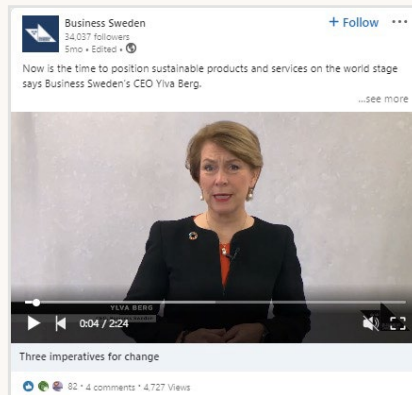 Business Sweden
+ Follow ...
34,037 followers
5mo • Edited •
Now is the time to position sustainable products and services on the world stage
says Business Sweden's CEO Ylva Berg.
...see more
YLVA BERG
0:04 / 2:24
Three imperatives for change
82 • 4 comments • 4,727 Views